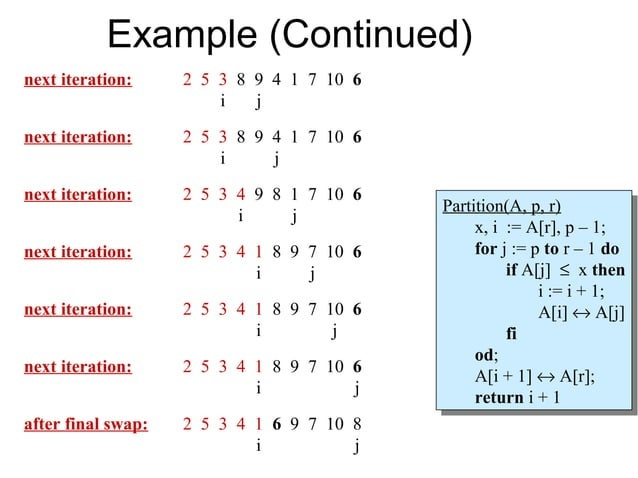 Example (Continued)
next iteration: 2 5 3 8 9 4 1 7 10 6
i j
next iteration: 2 5 3 8 9 4 1 7 10 6
i j
next iteration: 2 5 3 4 9 8 1 7 10 6
i j
next iteration: 2 5 3 4 1 8 9 7 10 6
i j
next iteration: 2 5 3 4 1 8 9 7 10 6
i j
next iteration: 2 5 3 4 1 8 9 7 10 6
i j
after final swap: 2 5 3 4 1 6 9 7 10 8
i j
Partition(A, p, r)
x, i := A[r], p – 1;
for j := p to r – 1 do
if A[j] ≤ x then
i := i + 1;
A[i] ↔ A[j]
fi
od;
A[i + 1] ↔ A[r];
return i + 1